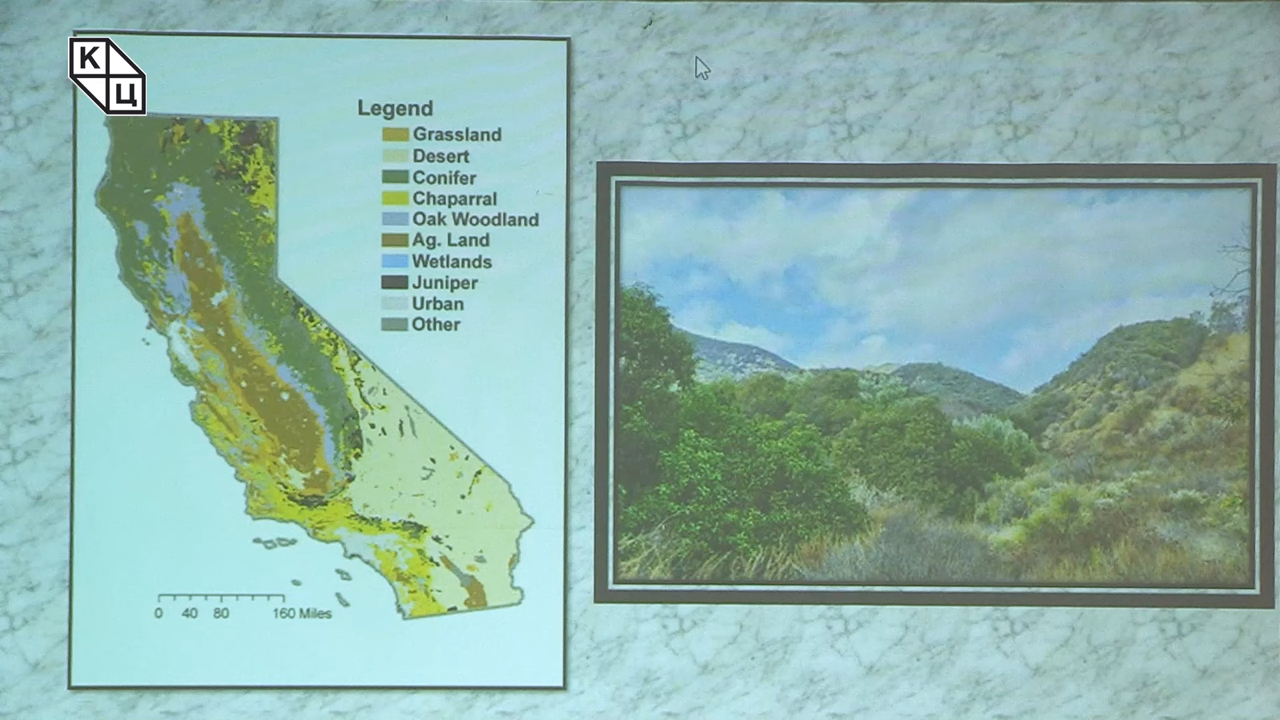 К
Ц
Legend
Grassland
Desert
Conifer
Chaparral
Oak Woodland
Ag. Land
Wetlands
Juniper
Urban
Other
0 40 80 160 Miles